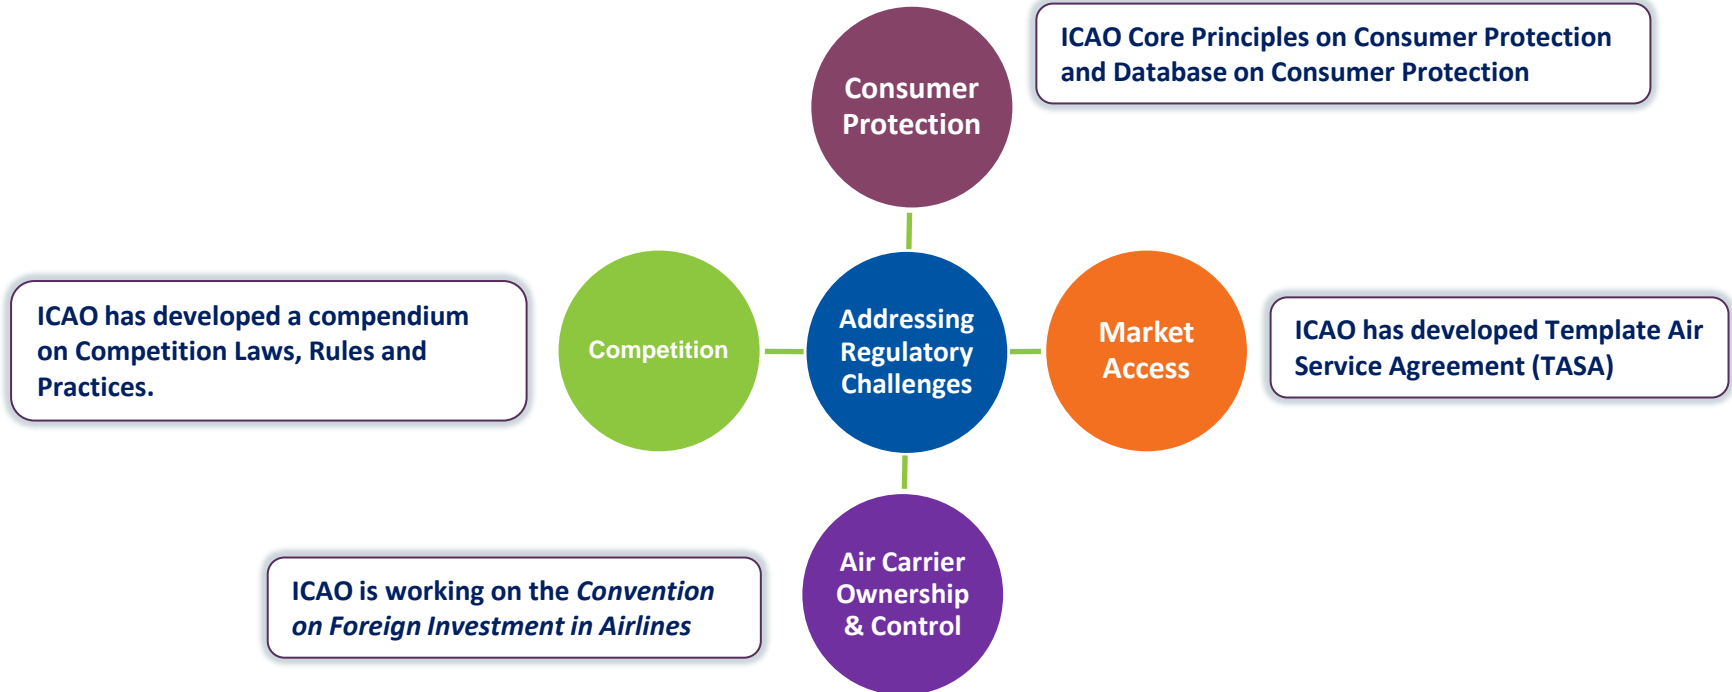 Consumer
Protection
ICAO Core Principles on Consumer Protection
and Database on Consumer Protection
ICAO has developed a compendium
on Competition Laws, Rules and
Practices.
Competition
Addressing
Regulatory
Challenges
Market
Access
ICAO has developed Template Air
Service Agreement (TASA)
ICAO is working on the Convention
on Foreign Investment in Airlines
Air Carrier
Ownership
& Control